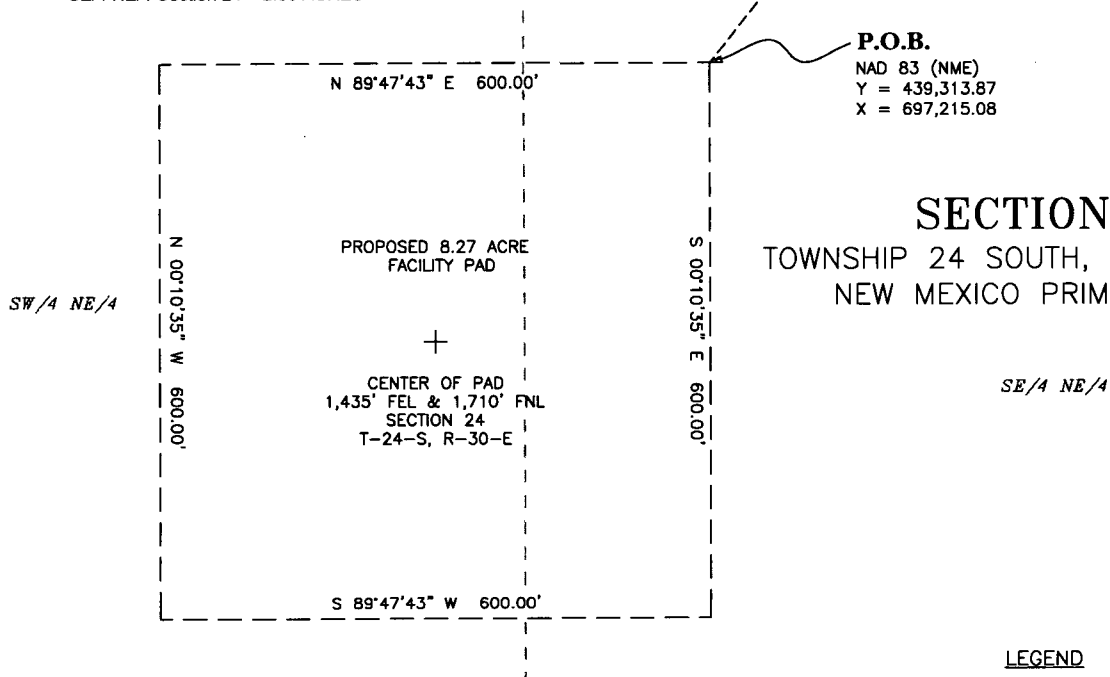 P.O.B.
NAD 83 (NME)
Y = 439,313.87
X = 697,215.08
N 89°47'43" E 600.00'
SECTION
TOWNSHIP 24 SOUTH,
NEW MEXICO PRIM
N 00°10'35" W 600.00'
PROPOSED 8.27 ACRE
FACILITY PAD
S 00°10'35" E 600.00'
SW/4 NE/4
CENTER OF PAD
1,435' FEL & 1,710' FNL
SECTION 24
T-24-S, R-30-E
SE/4 NE/4
S 89°47'43" W 600.00'
LEGEND